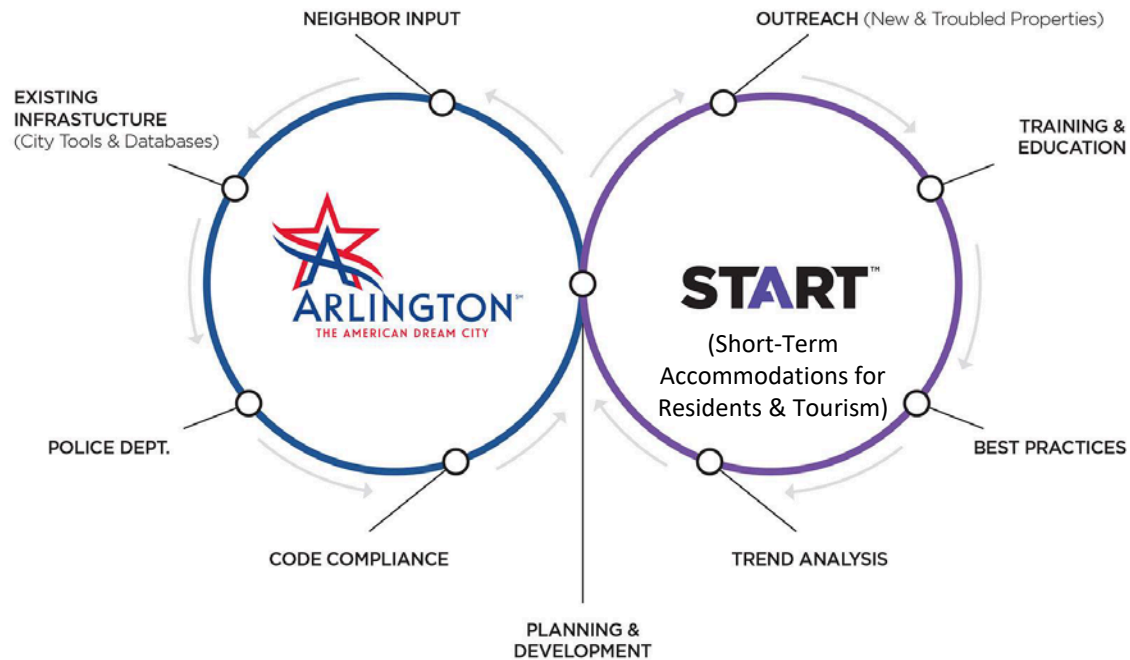 NEIGHBOR INPUT
OUTREACH (New & Troubled Properties)
EXISTING
INFRASTUCTURE
(City Tools & Databases)
TRAINING &
EDUCATION
ARLINGTON℠
THE AMERICAN DREAM CITY
START™
(Short-Term
Accommodations for
Residents & Tourism)
POLICE DEPT.
BEST PRACTICES
CODE COMPLIANCE
TREND ANALYSIS
PLANNING &
DEVELOPMENT